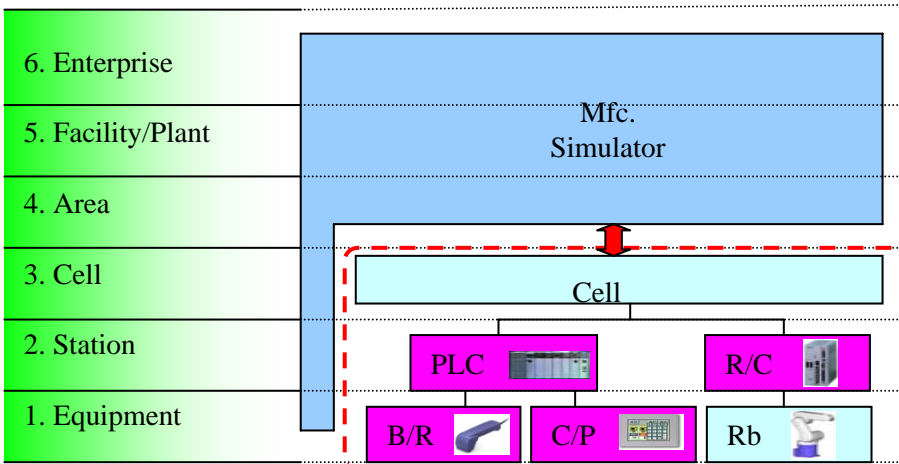 6. Enterprise
5. Facility/Plant
Mfc.
Simulator
4. Area
3. Cell
Cell
2. Station
PLC
R/C
1. Equipment
B/R
C/P
Rb